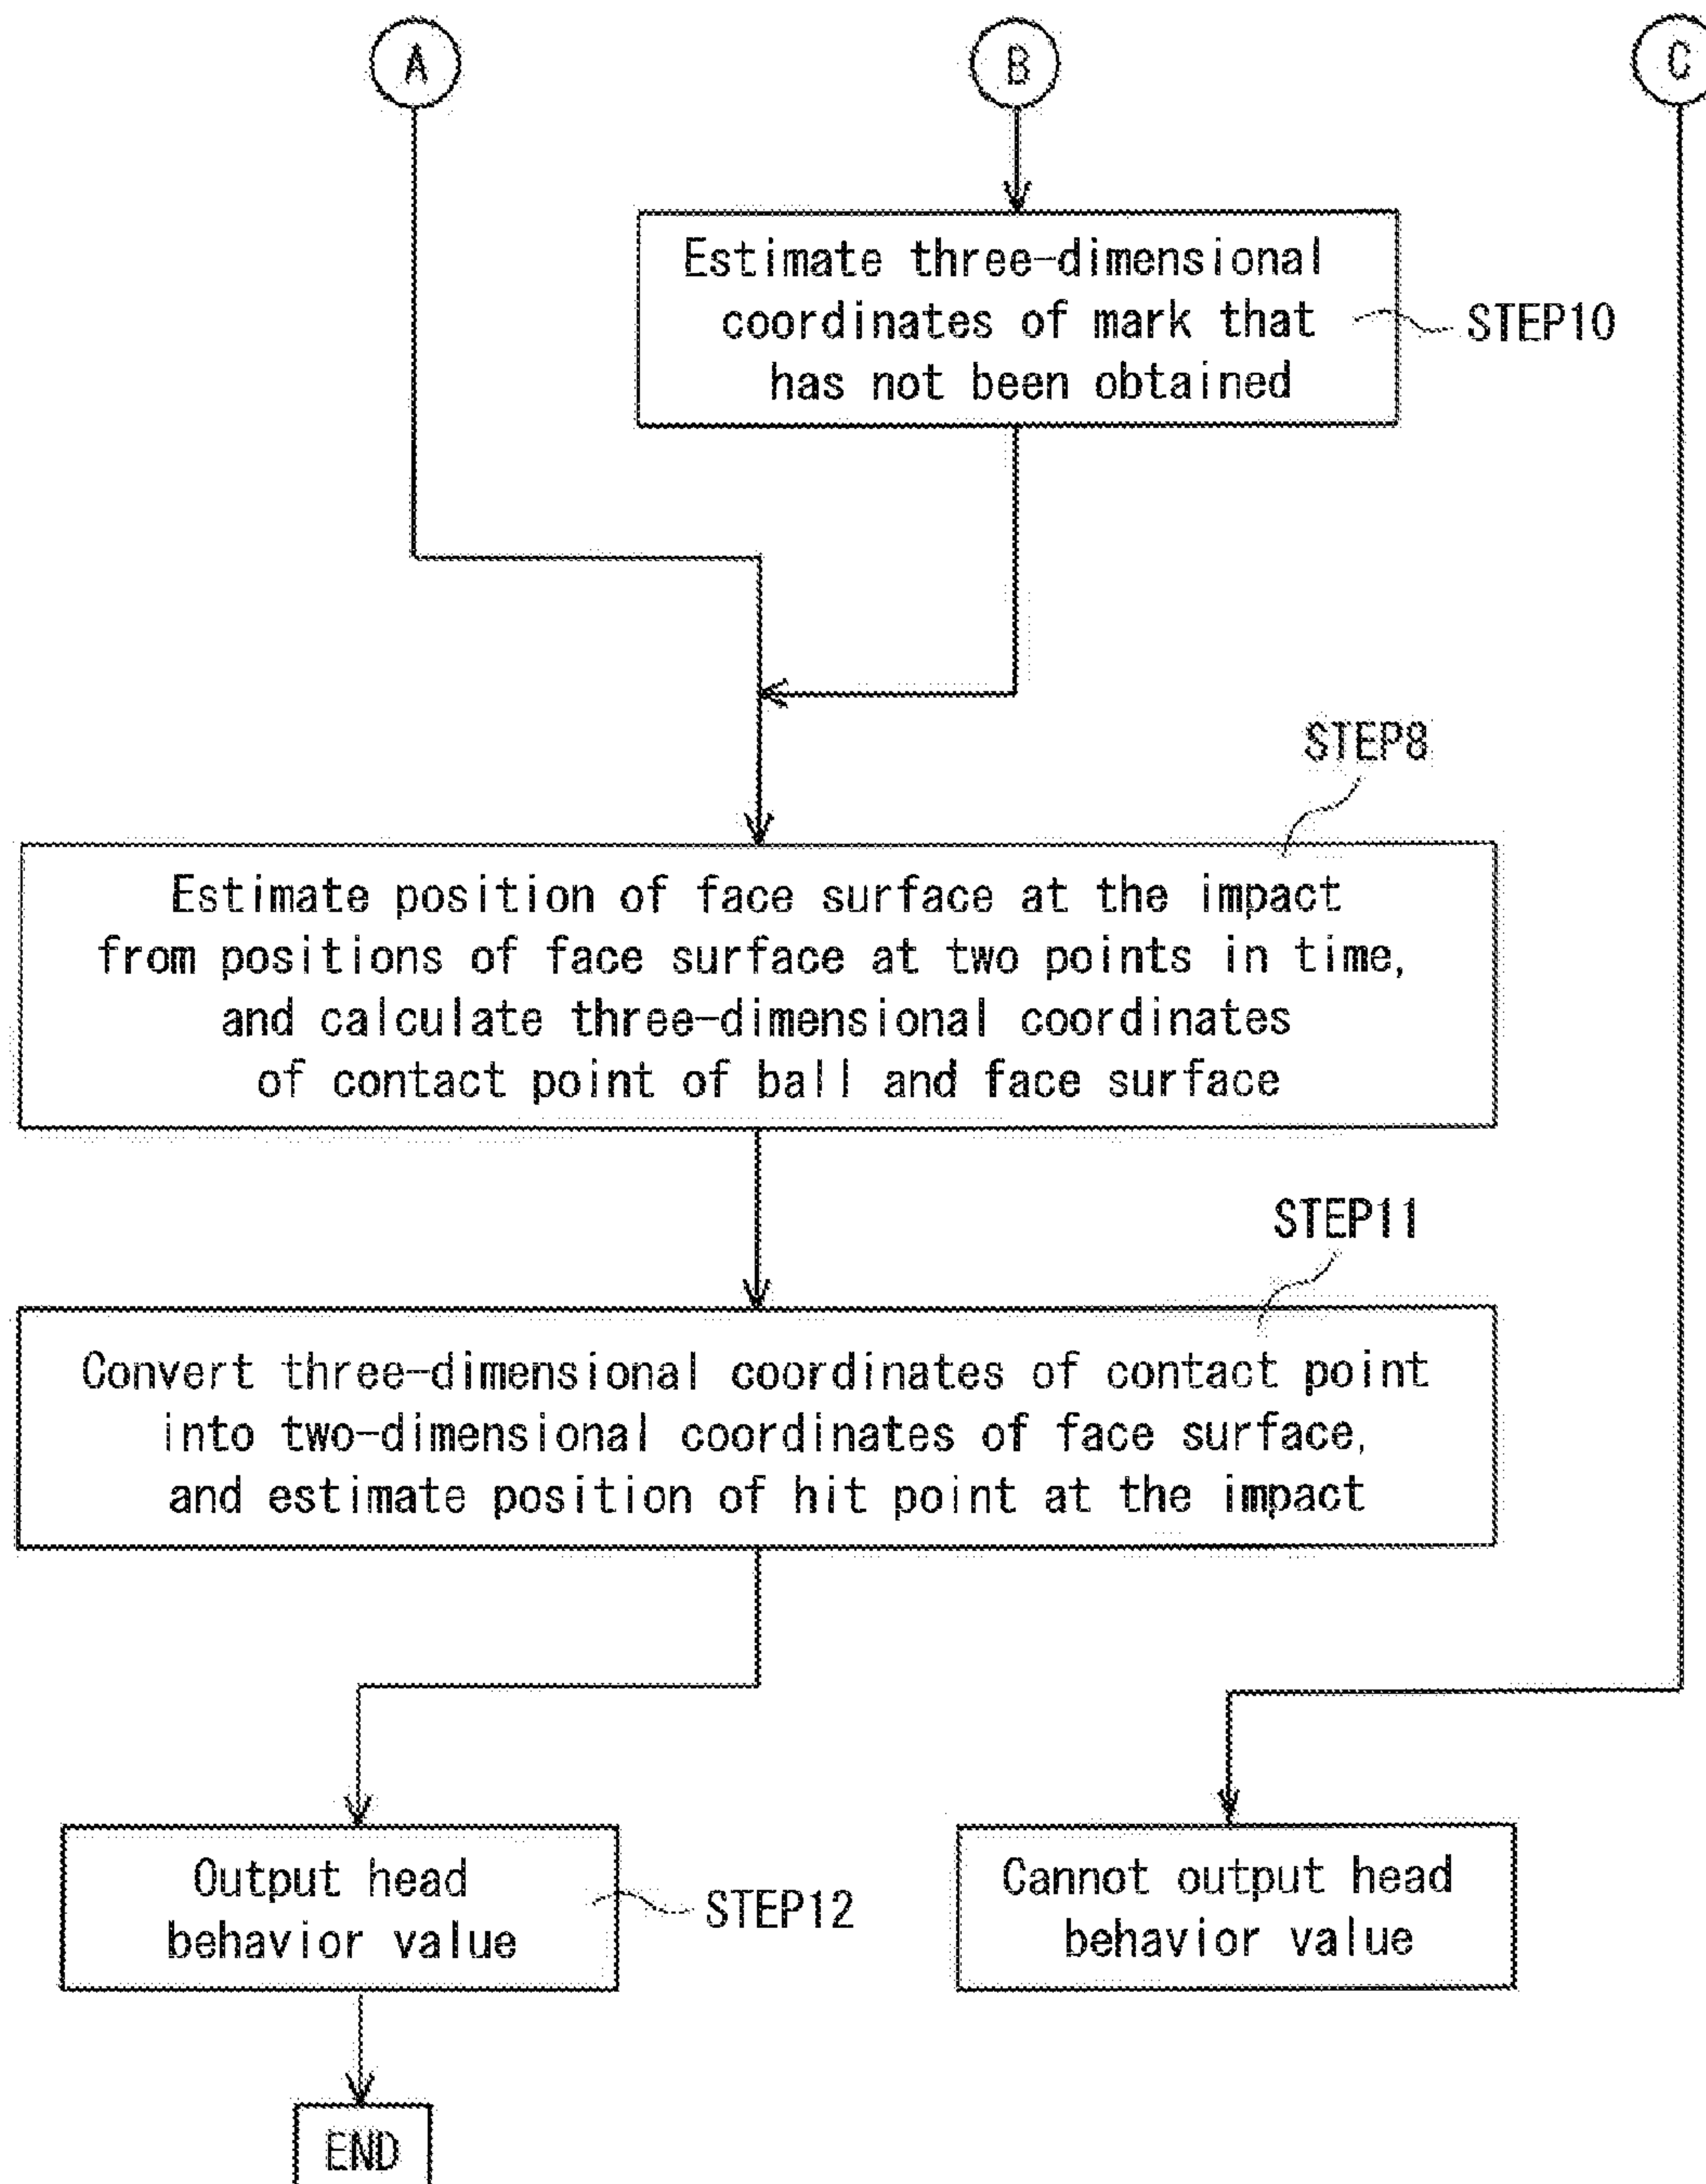 A
B
C
Estimate three-dimensional
coordinates of mark that
has not been obtained
STEP10
STEP8
Estimate position of face surface at the impact
from positions of face surface at two points in time,
and calculate three-dimensional coordinates
of contact point of ball and face surface
STEP11
Convert three-dimensional coordinates of contact point
into two-dimensional coordinates of face surface,
and estimate position of hit point at the impact
Output head
behavior value
STEP12
Cannot output head
behavior value
END